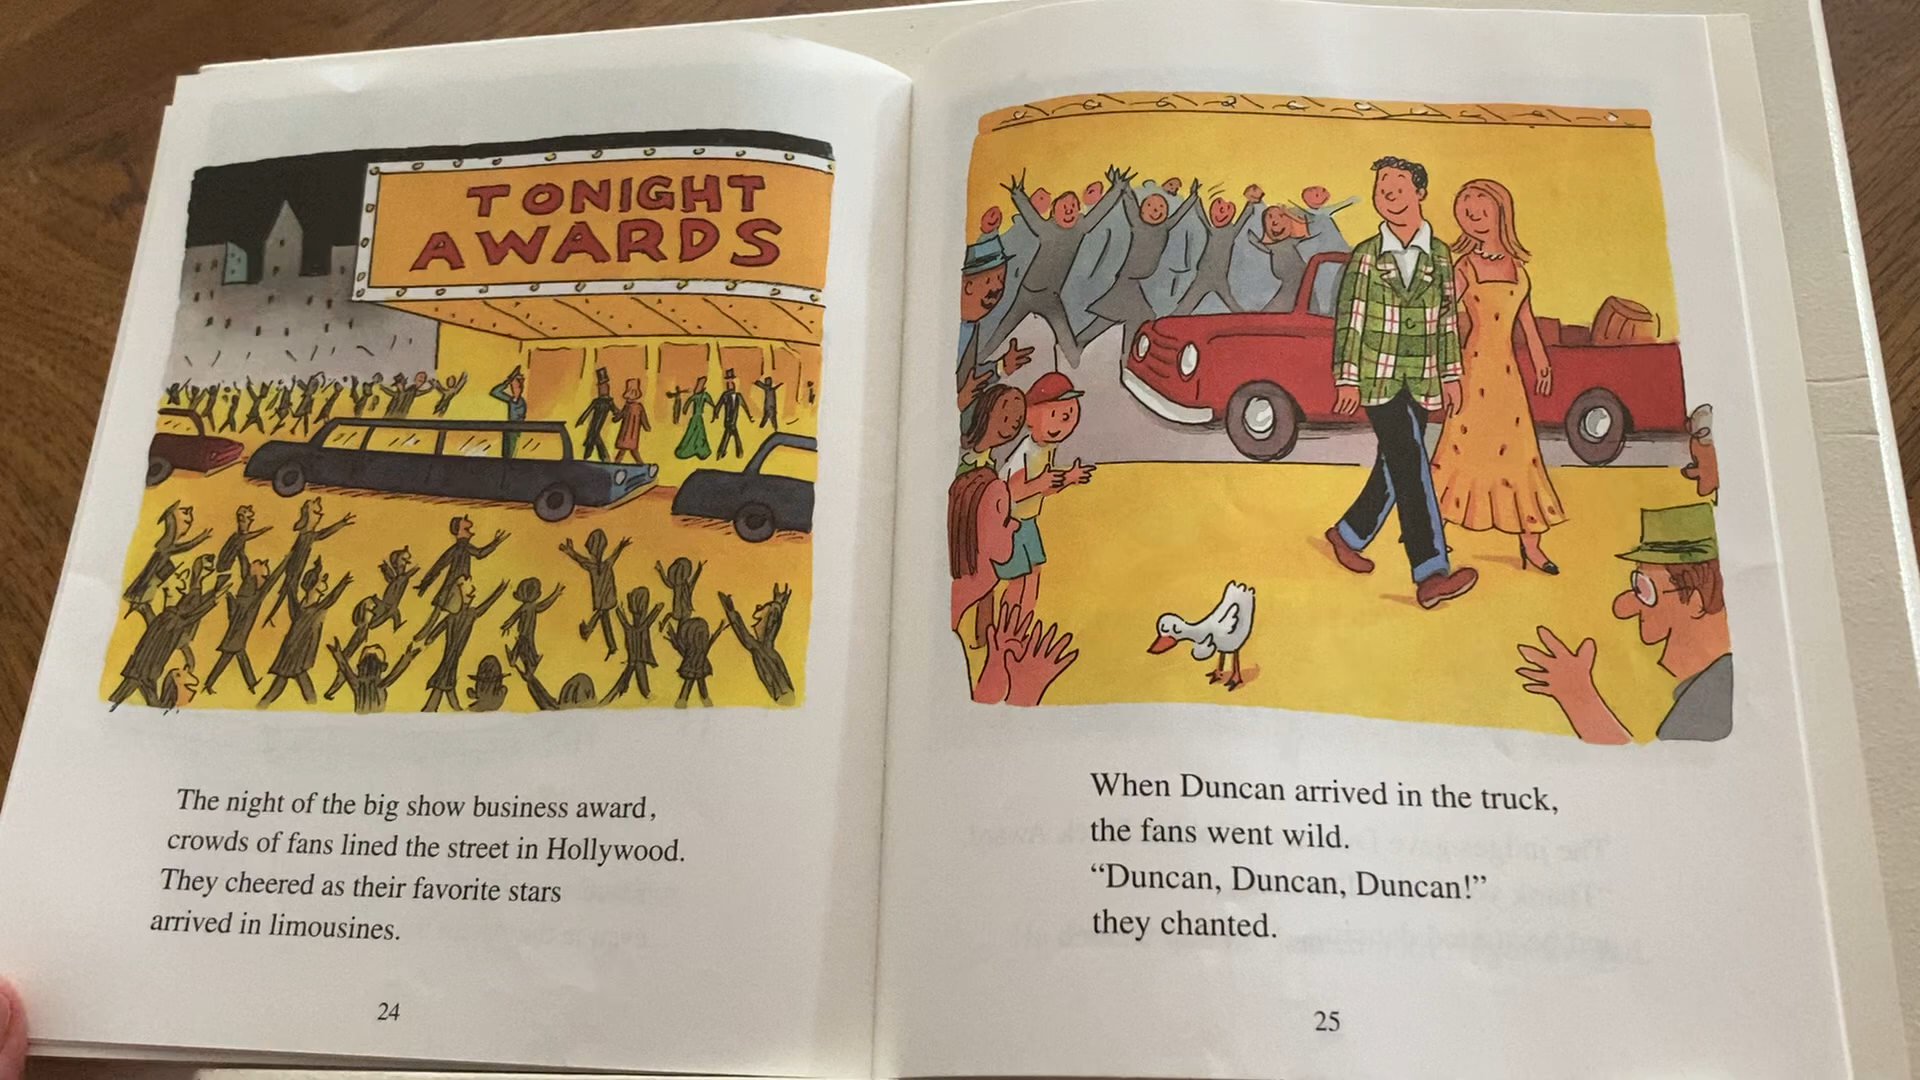 TONIGHT
AWARDS
The night of the big show business award,
crowds of fans lined the street in Hollywood.
They cheered as their favorite stars
arrived in limousines.
24
When Duncan arrived in the truck,
the fans went wild.
“Duncan, Duncan, Duncan!”
they chanted.
25